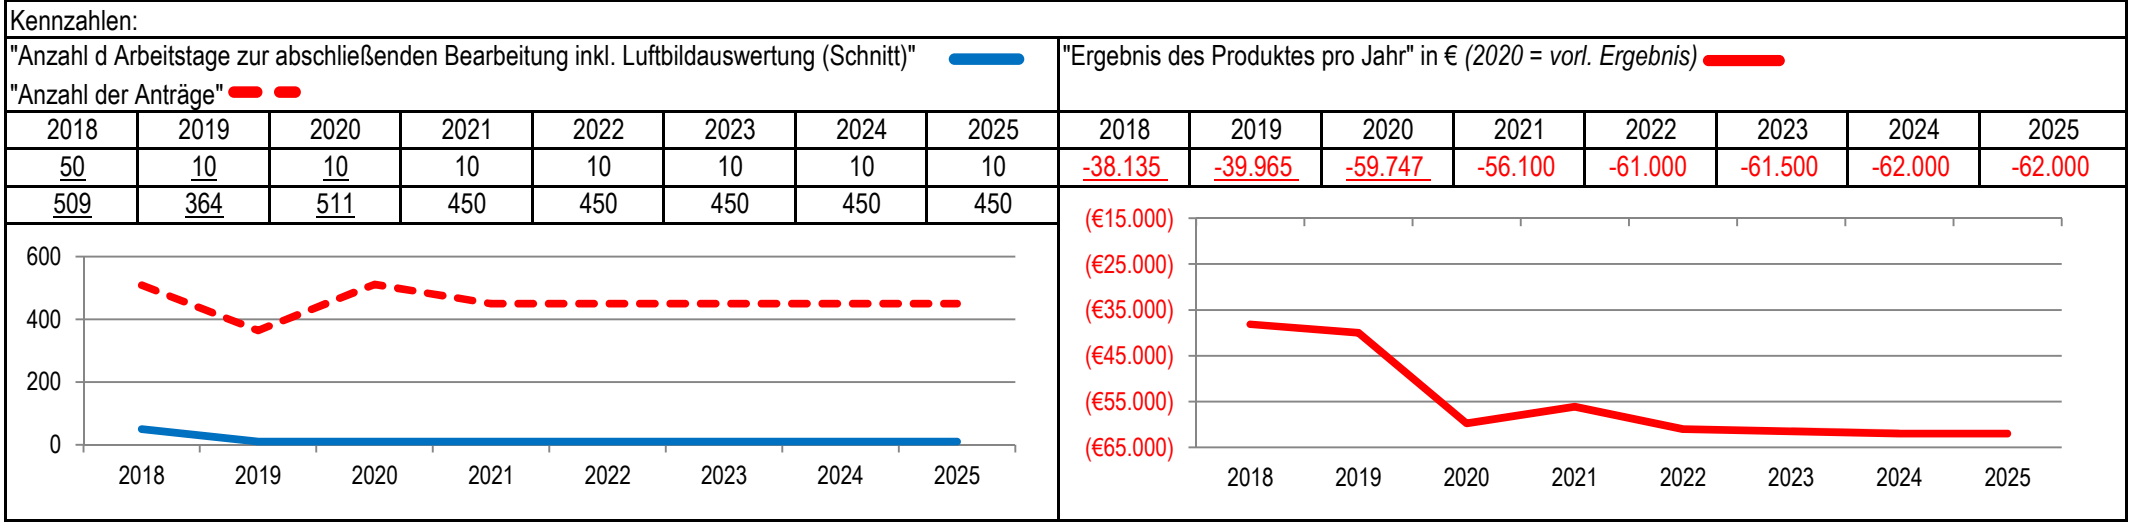 Kennzahlen:
"Anzahl d Arbeitstage zur abschließenden Bearbeitung inkl. Luftbildauswertung (Schnitt)"
"Anzahl der Anträge"
2018 2019 2020 2021 2022 2023 2024 2025
50 10 10 10 10 10 10 10
509 364 511 450 450 450 450 450
600
400
200
0
2018 2019 2020 2021 2022 2023 2024 2025
"Ergebnis des Produktes pro Jahr" in € (2020 = vorl. Ergebnis)
2018 2019 2020 2021 2022 2023 2024 2025
-38.135 -39.965 -59.747 -56.100 -61.000 -61.500 -62.000 -62.000
(€15.000)
(€25.000)
(€35.000)
(€45.000)
(€55.000)
(€65.000)
2018 2019 2020 2021 2022 2023 2024 2025